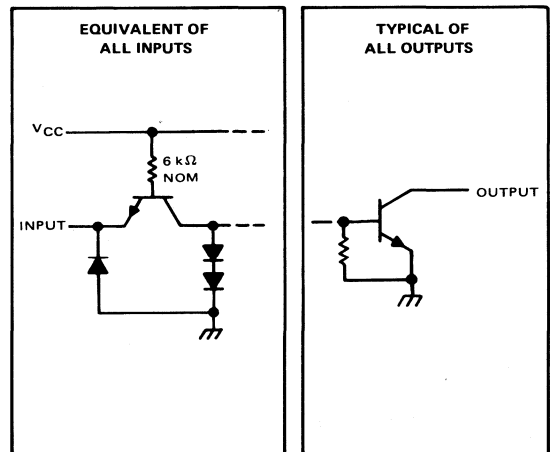 EQUIVALENT OF
ALL INPUTS
VCC
6 kΩ
NOM
INPUT
TYPICAL OF
ALL OUTPUTS
OUTPUT